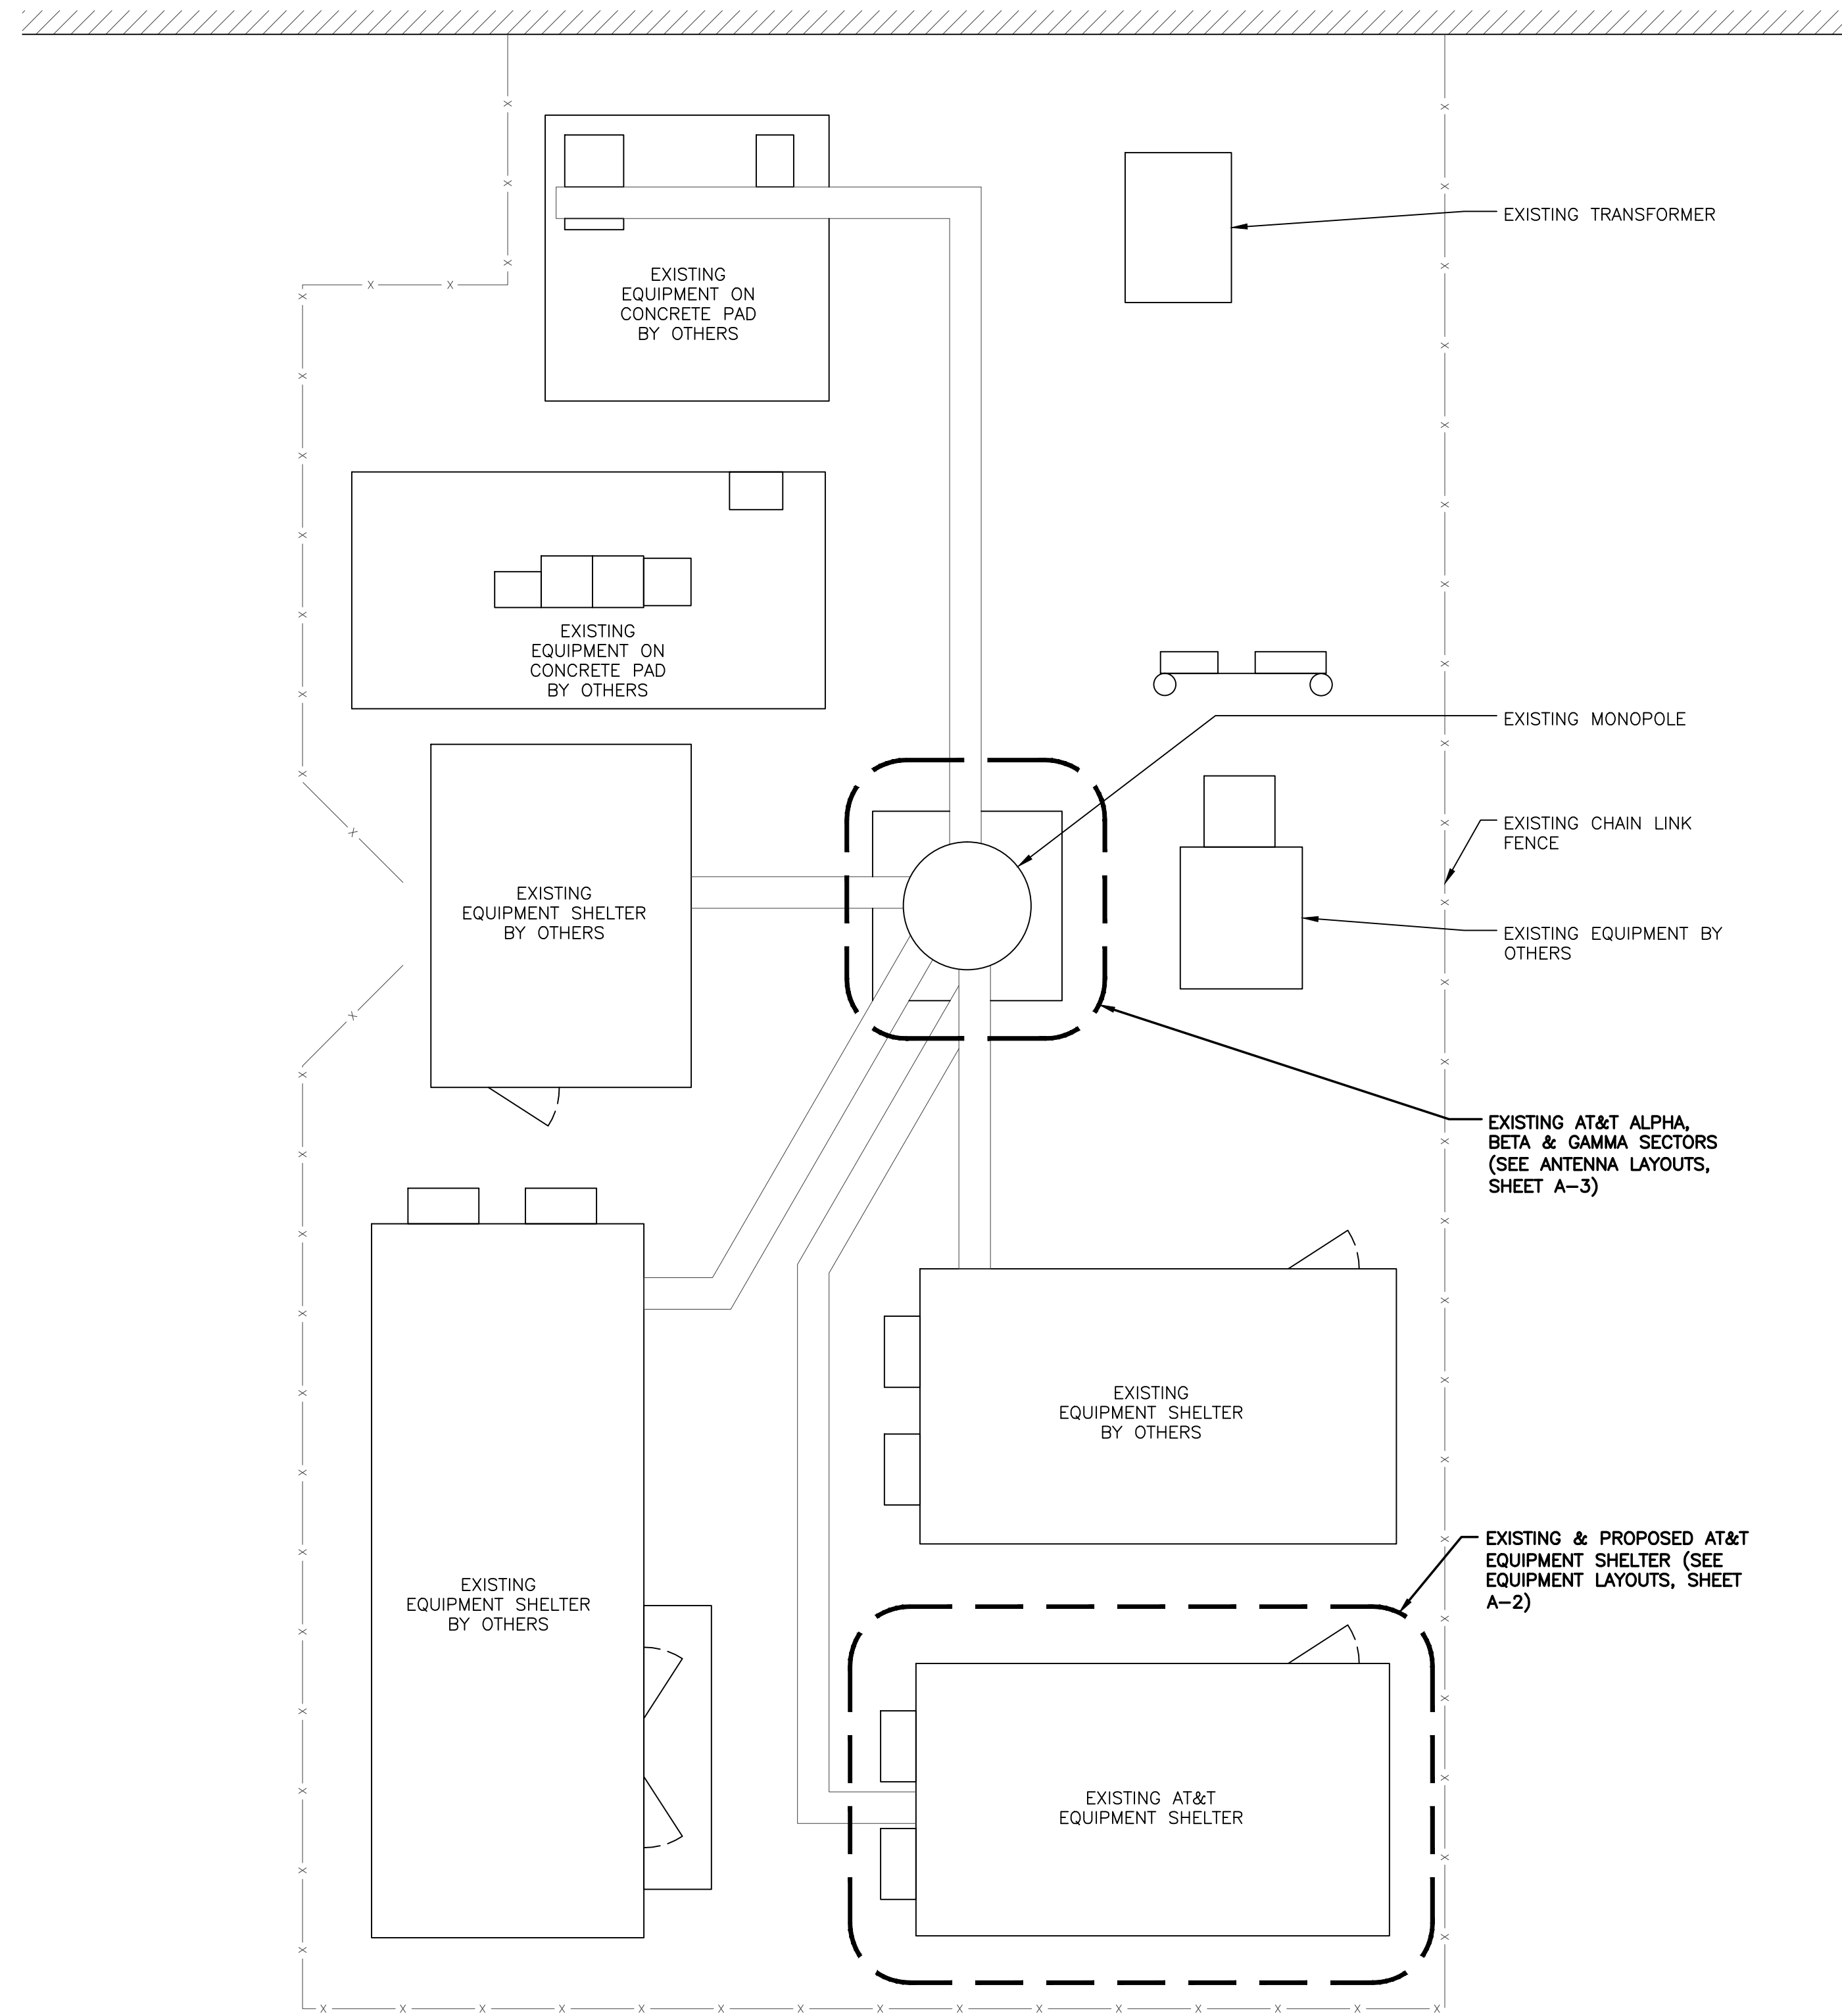 EXISTING TRANSFORMER
EXISTING
EQUIPMENT ON
CONCRETE PAD
BY OTHERS
EXISTING
EQUIPMENT ON
CONCRETE PAD
BY OTHERS
EXISTING MONOPOLE
EXISTING CHAIN LINK
FENCE
EXISTING
EQUIPMENT SHELTER
BY OTHERS
EXISTING EQUIPMENT BY
OTHERS
EXISTING AT&T ALPHA,
BETA & GAMMA SECTORS
(SEE ANTENNA LAYOUTS,
SHEET A-3)
EXISTING
EQUIPMENT SHELTER
BY OTHERS
EXISTING & PROPOSED AT&T
EQUIPMENT SHELTER (SEE
EQUIPMENT LAYOUTS, SHEET
A-2)
EXISTING
EQUIPMENT SHELTER
BY OTHERS
EXISTING AT&T
EQUIPMENT SHELTER